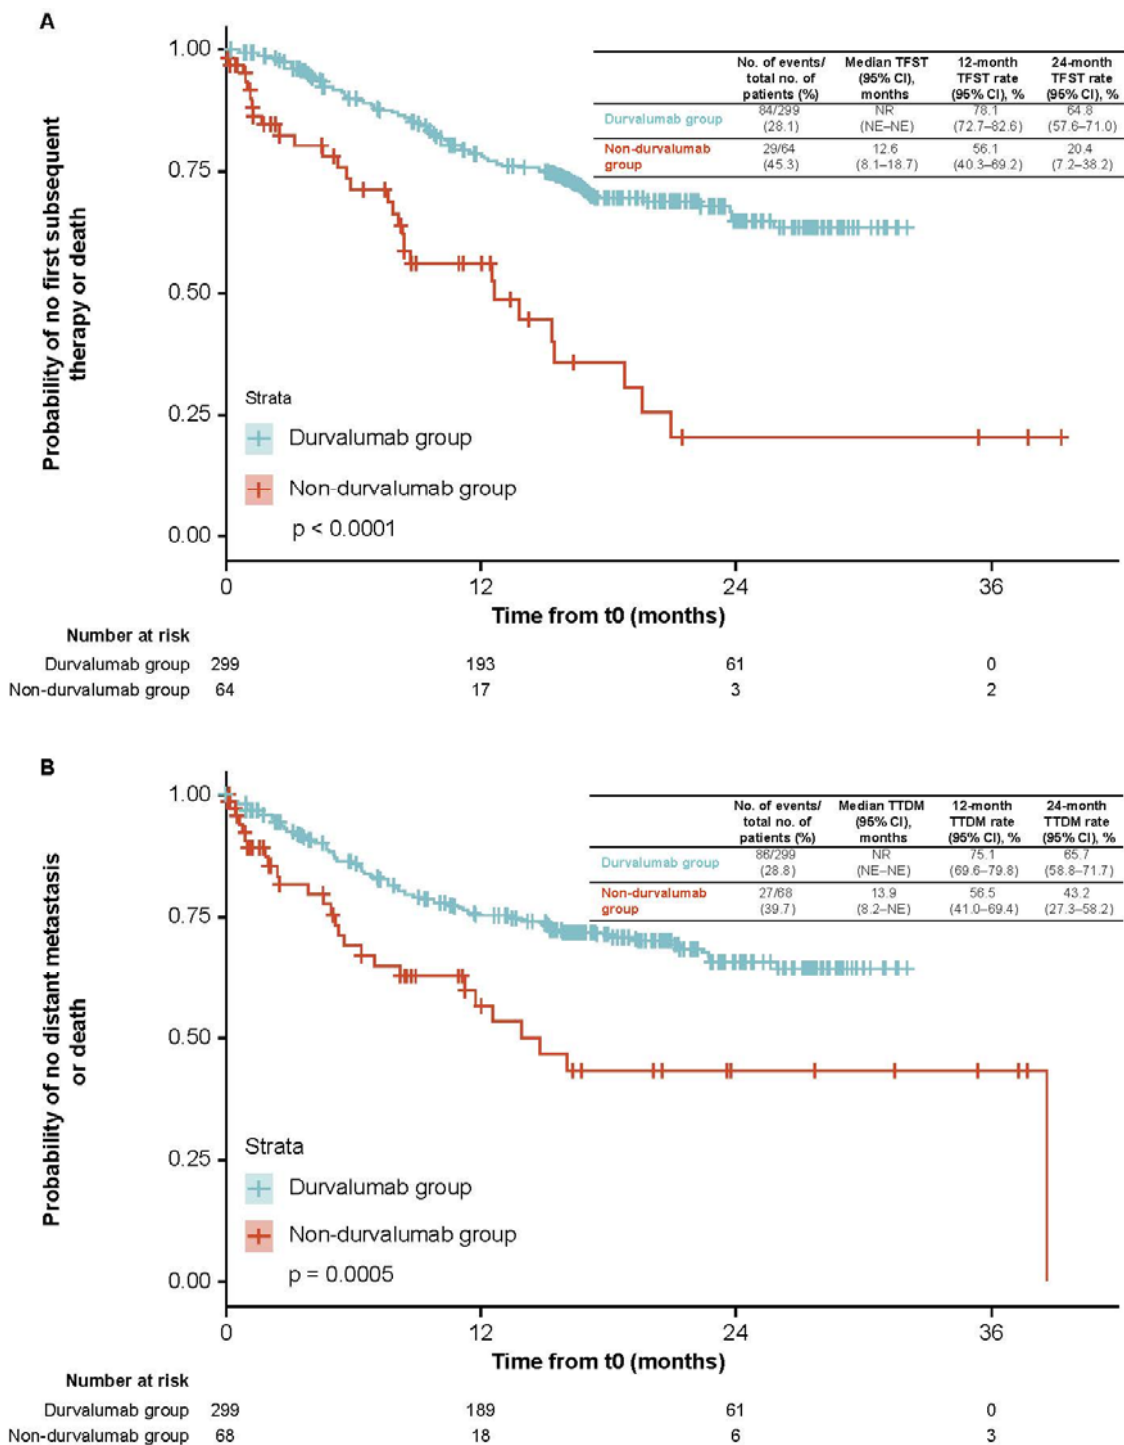 A
1.00
0.75
0.50
0.25
0.00
Probability of no first subsequent
therapy or death
No. of events/ Median TFST 12-month 24-month
total no. of (95% CI), TFST rate TFST rate
patients (%) months (95% CI), % (95% CI), %
84/299 NR 78.1 64.8
Durvalumab group
(28.1) (NE–NE) (72.7–82.6) (57.6–71.0)
Non-durvalumab 29/64 12.6 56.1 20.4
group (45.3) (8.1–18.7) (40.3–69.2) (7.2–38.2)
Strata
Durvalumab group
Non-durvalumab group
p < 0.0001
0 12 24 36
Time from t0 (months)
Number at risk
Durvalumab group 299 193 61 0
Non-durvalumab group 64 17 3 2
B
1.00
0.75
0.50
0.25
0.00
Probability of no distant metastasis
or death
No. of events/ Median TTDM 12-month 24-month
total no. of (95% CI), TTDM rate TTDM rate
patients (%) months (95% CI), % (95% CI), %
86/299 NR 75.1 65.7
Durvalumab group
(28.8) (NE–NE) (69.6–79.8) (58.8–71.7)
Non-durvalumab 27/68 13.9 56.5 43.2
group (39.7) (8.2–NE) (41.0–69.4) (27.3–58.2)
Strata
Durvalumab group
Non-durvalumab group
p = 0.0005
0 12 24 36
Time from t0 (months)
Number at risk
Durvalumab group 299 189 61 0
Non-durvalumab group 68 18 6 3